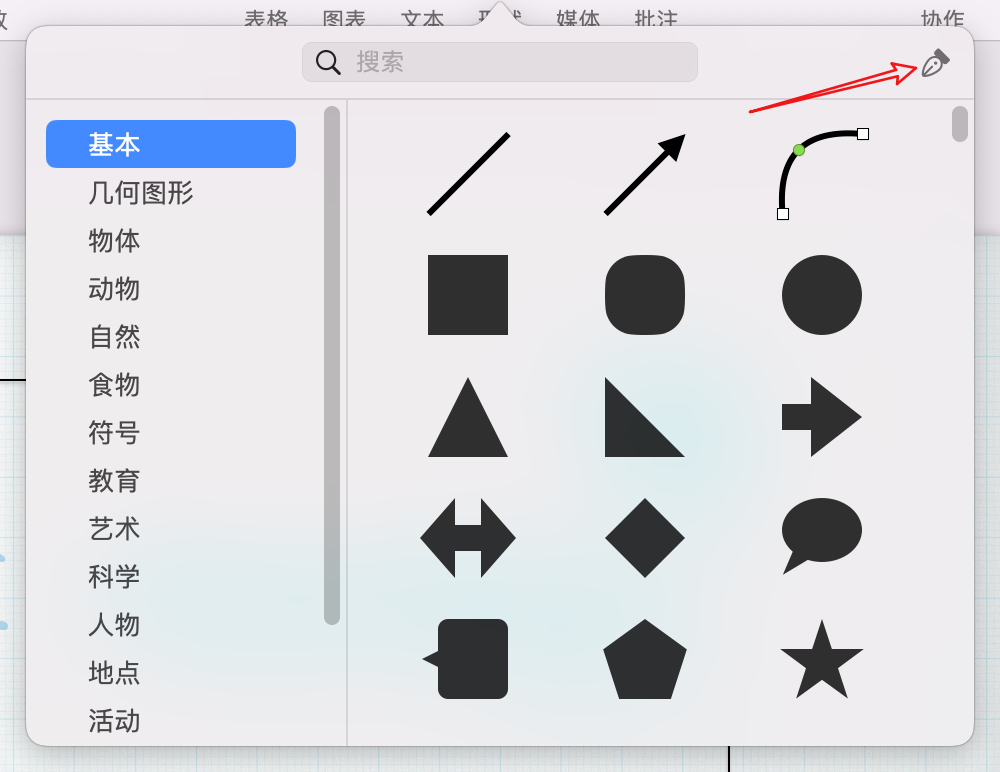 表格 图表 文本 形状 媒体 批注 协作
搜索
基本
几何图形
物体
动物
自然
食物
符号
教育
艺术
科学
人物
地点
活动